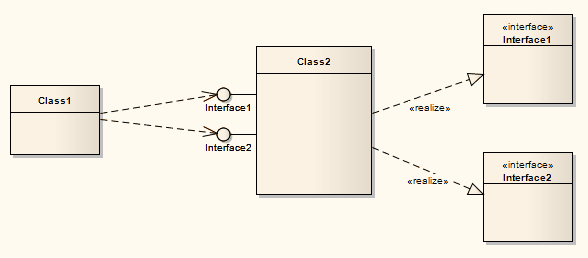 Class1
Interface1
Interface2
Class2
«realize»
«realize»
«interface»
Interface1
«interface»
Interface2